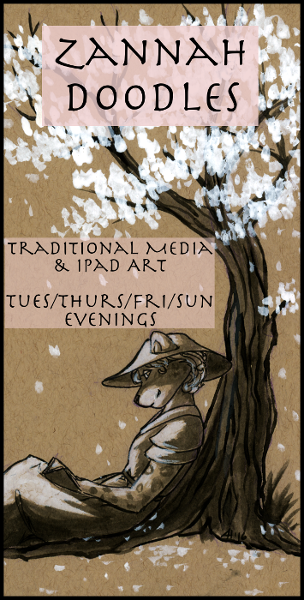 ZANNAH
DOODLES
TRADITIONAL MEDIA
& IPAD ART
TUES/THURS/FRI/SUN
EVENINGS